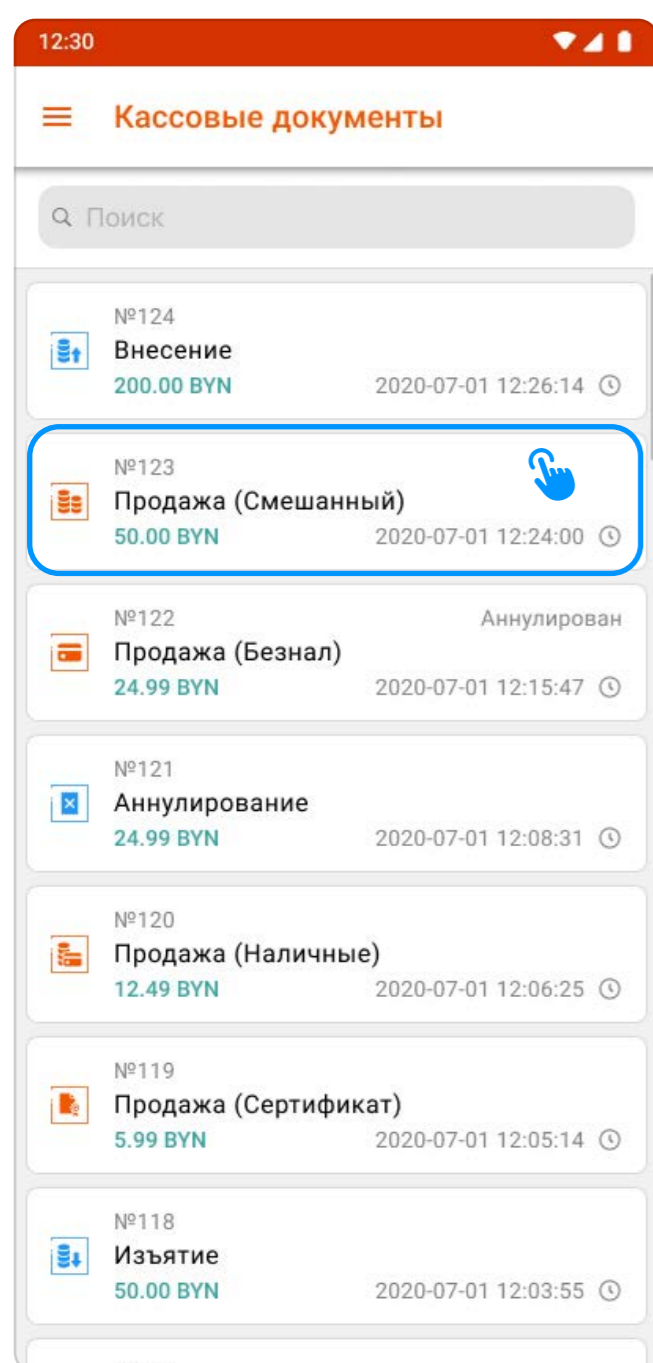 12:30
Кассовые документы
Поиск
№124
Внесение
200.00 BYN 2020-07-01 12:26:14
№123
Продажа (Смешанный)
50.00 BYN 2020-07-01 12:24:00
№122 Аннулирован
Продажа (Безнал)
24.99 BYN 2020-07-01 12:15:47
№121
Аннулирование
24.99 BYN 2020-07-01 12:08:31
№120
Продажа (Наличные)
12.49 BYN 2020-07-01 12:06:25
№119
Продажа (Сертификат)
5.99 BYN 2020-07-01 12:05:14
№118
Изъятие
50.00 BYN 2020-07-01 12:03:55